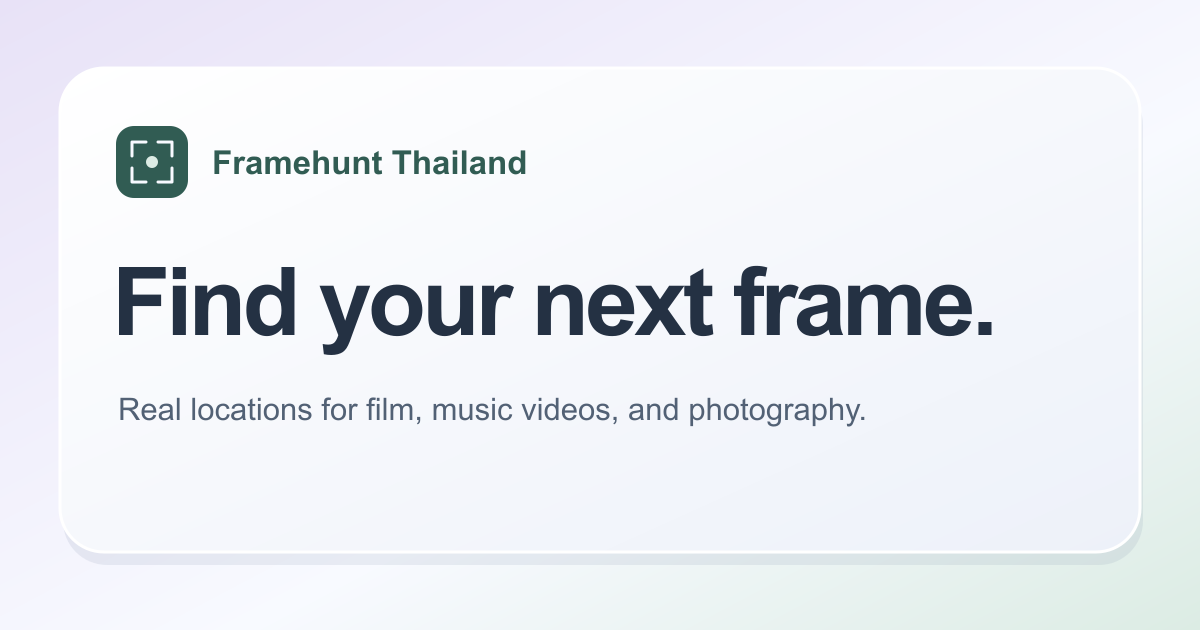 Framehunt Thailand
Find your next frame.
Real locations for film, music videos, and photography.